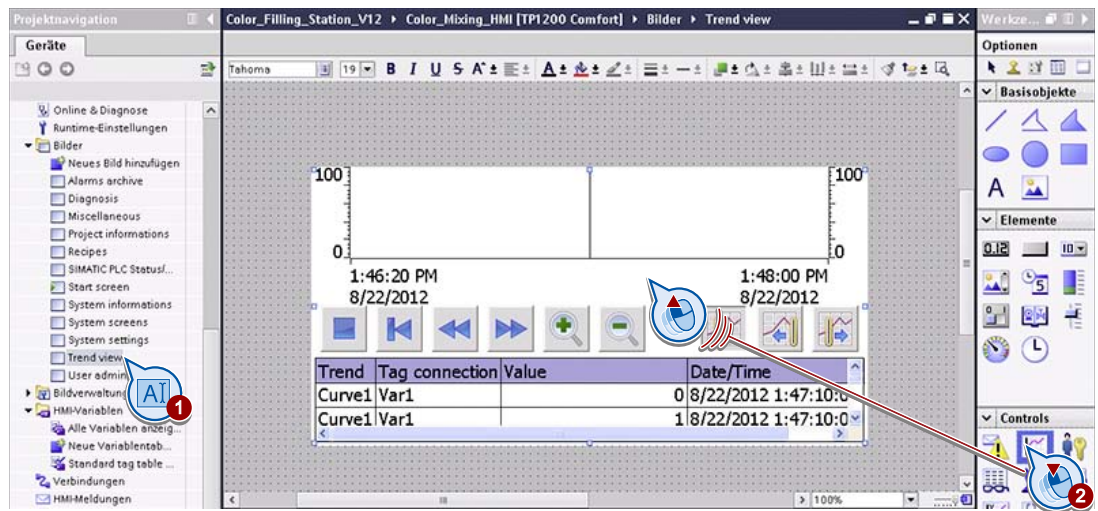 Projektnavigation
Color_Filling_Station_V12 ▸ Color_Mixing_HMI [TP1200 Comfort] ▸ Bilder ▸ Trend view
Werkze...
Geräte
Optionen
Tahoma
19
B I U S A
Online & Diagnose
Runtime-Einstellungen
Bilder
Neues Bild hinzufügen
Alarms archive
Diagnosis
Miscellaneous
Project informations
Recipes
SIMATIC PLC Status/...
Start screen
System informations
System screens
System settings
Trend view
User admin
Bildverwaltung
HMI-Variablen
Alle Variablen anzeig...
Neue Variablentab...
Standard tag table ...
Verbindungen
HMI-Meldungen
AI
1
100
100
0
0
1:46:20 PM
8/22/2012
1:48:00 PM
8/22/2012
Trend Tag connection Value Date/Time
Curve1 Var1 0 8/22/2012 1:47:10:0
Curve1 Var1 1 8/22/2012 1:47:10:0
100%
Basisobjekte
A
Elemente
0.12
10
5
Controls
2